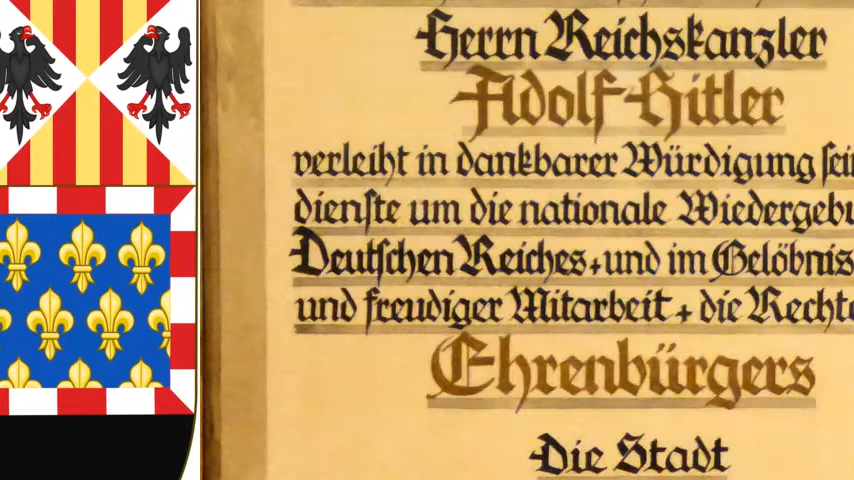 Herrn Reichskanzler
Adolf Hitler
verleiht in dankbarer Würdigung
dienste um die nationale
Deutschen Reiches + und im Gelöbnis
und freudiger Mitarbeit + die
Ehrenbürgers
Die Stadt